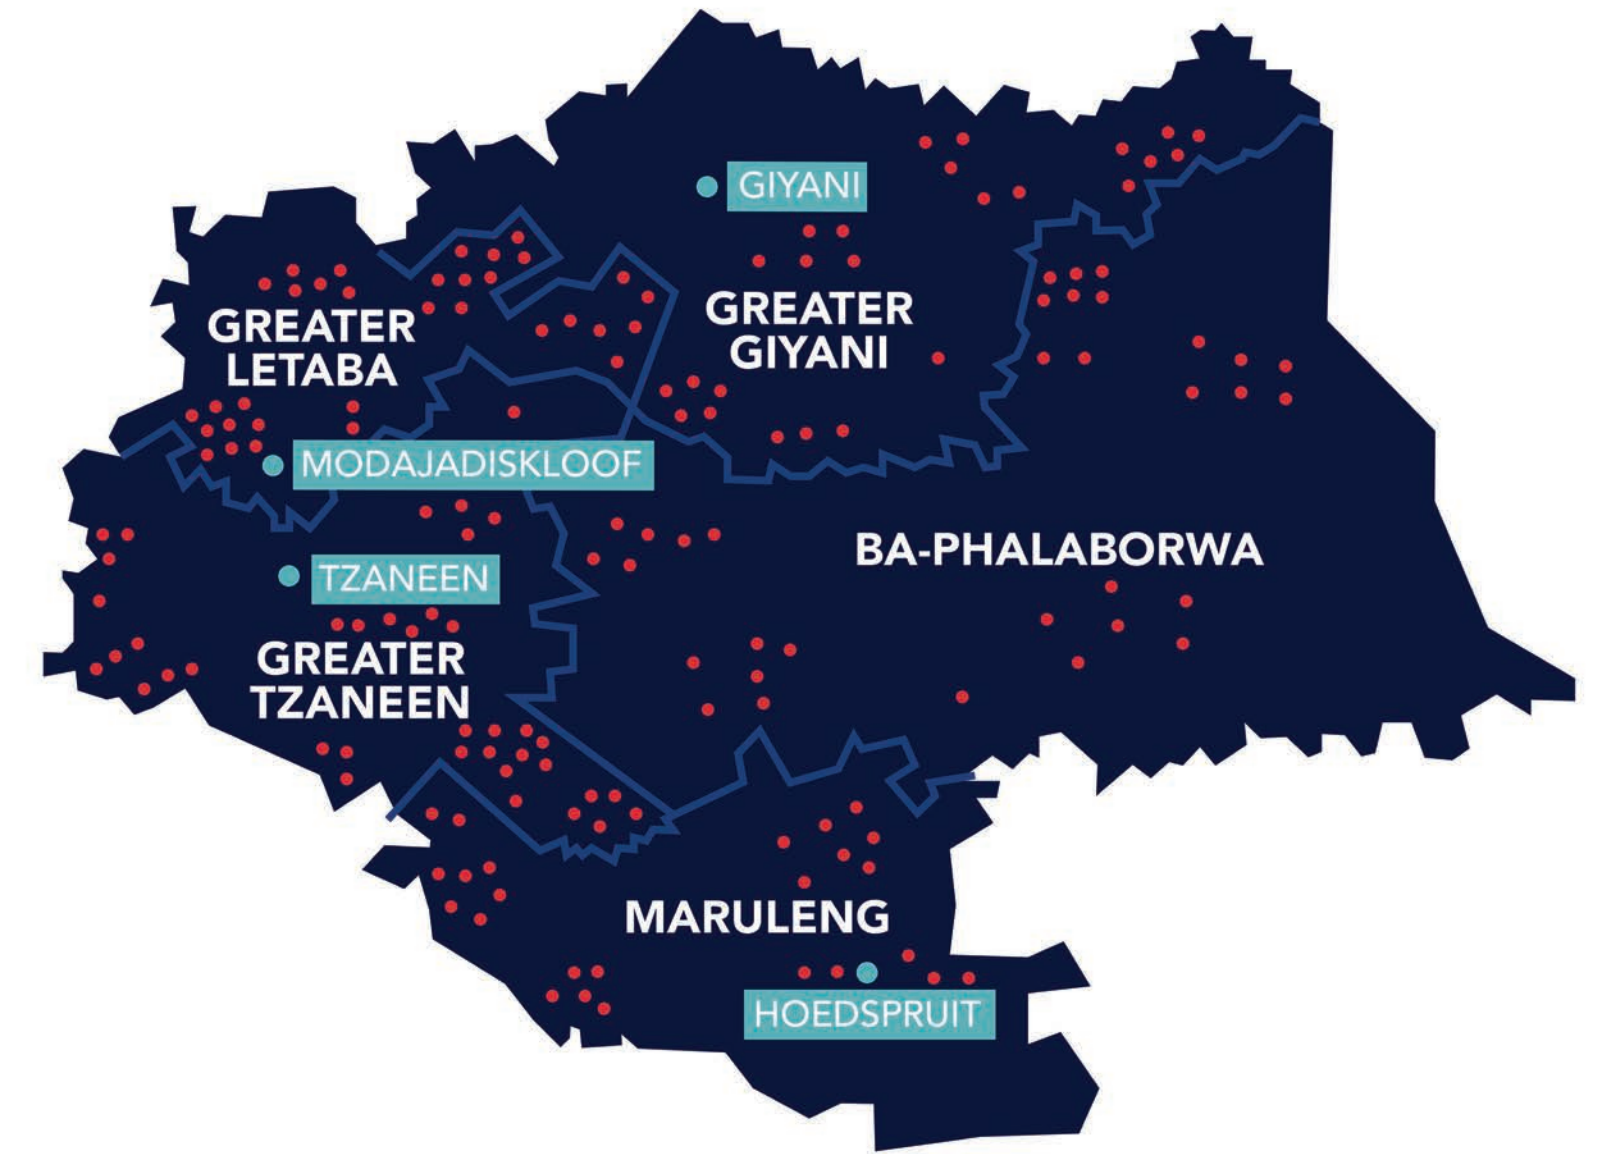 GIYANI
GREATER
GIYANI
GREATER
LETABA
MODAJADISKLOOF
BA-PHALABORWA
TZANEEN
GREATER
TZANEEN
MARULENG
HOEDSPRUIT